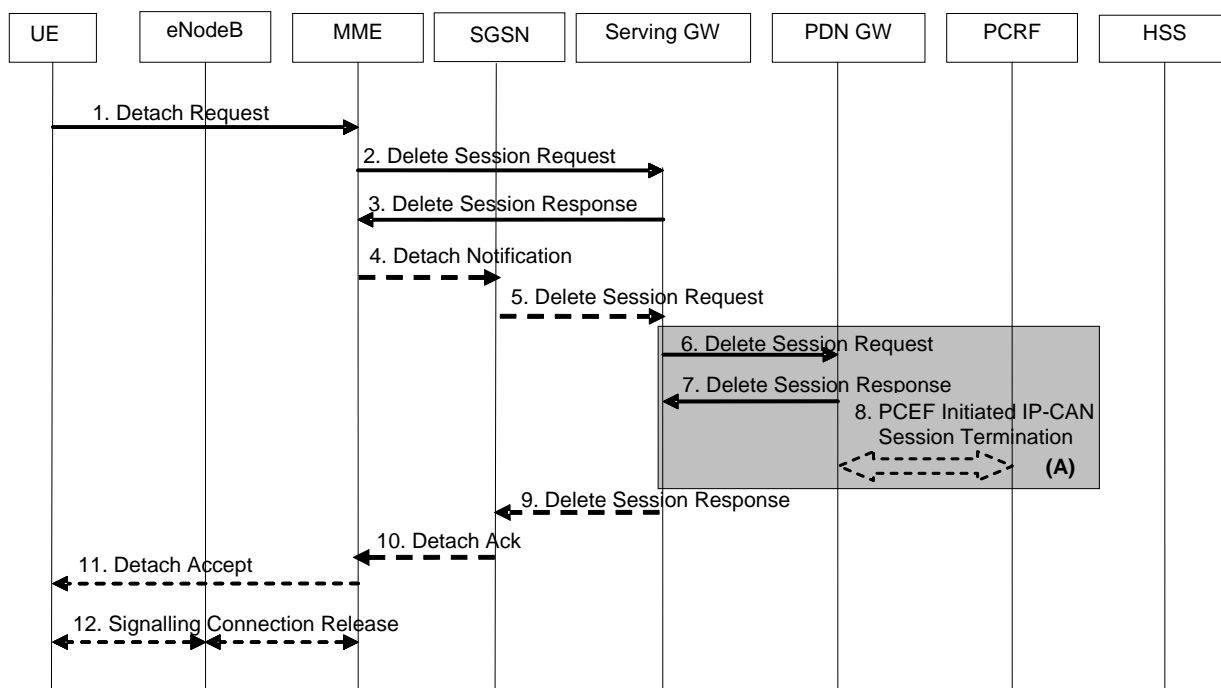 UE
eNodeB
MME
SGSN
Serving GW
PDN GW
PCRF
HSS
1. Detach Request
2. Delete Session Request
3. Delete Session Response
4. Detach Notification
5. Delete Session Request
6. Delete Session Request
7. Delete Session Response
8. PCEF Initiated IP-CAN
Session Termination
(A)
9. Delete Session Response
10. Detach Ack
11. Detach Accept
12. Signalling Connection Release